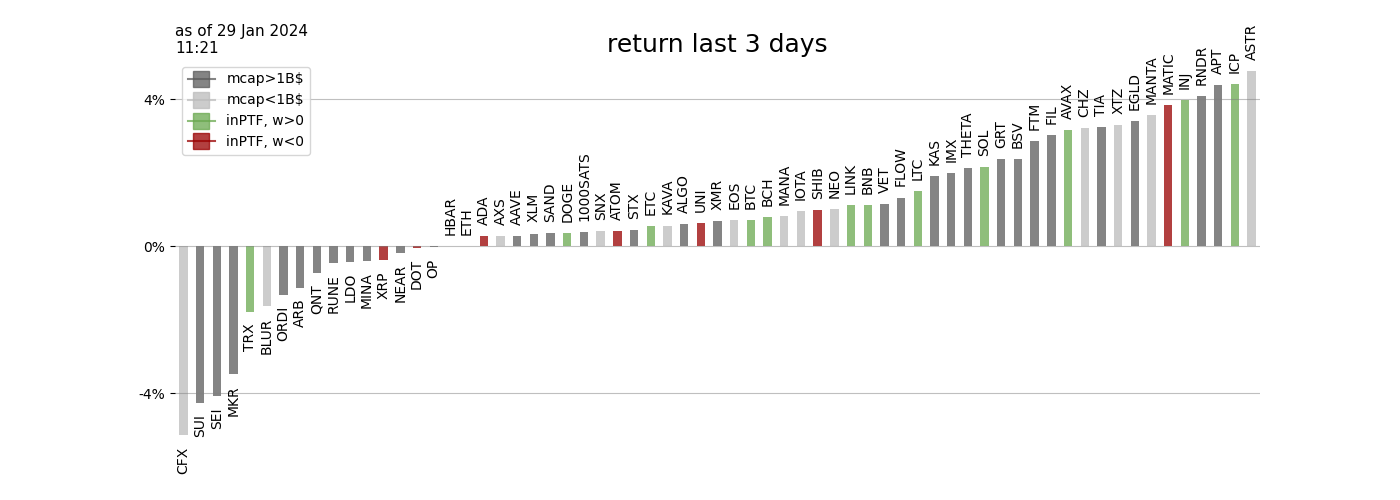 as of 29 Jan 2024
11:21
return last 3 days
mcap>1B$
mcap<1B$
inPTF, w>0
inPTF, w<0
4%
0%
-4%
CFX
SUI
SEI
MKR
TRX
BLUR
ORDI
ARB
QNT
RUNE
LDO
MINA
XRP
NEAR
DOT
OP
HBAR
ETH
ADA
AXS
AAVE
XLM
SAND
DOGE
1000SATS
SNX
ATOM
STX
ETC
KAVA
ALGO
UNI
XMR
EOS
BTC
BCH
MANA
IOTA
SHIB
NEO
LINK
BNB
VET
FLOW
LTC
KAS
IMX
THETA
SOL
GRT
BSV
FTM
FIL
AVAX
CHZ
TIA
XTZ
EGLD
MANTA
MATIC
INJ
RNDR
APT
ICP
ASTR